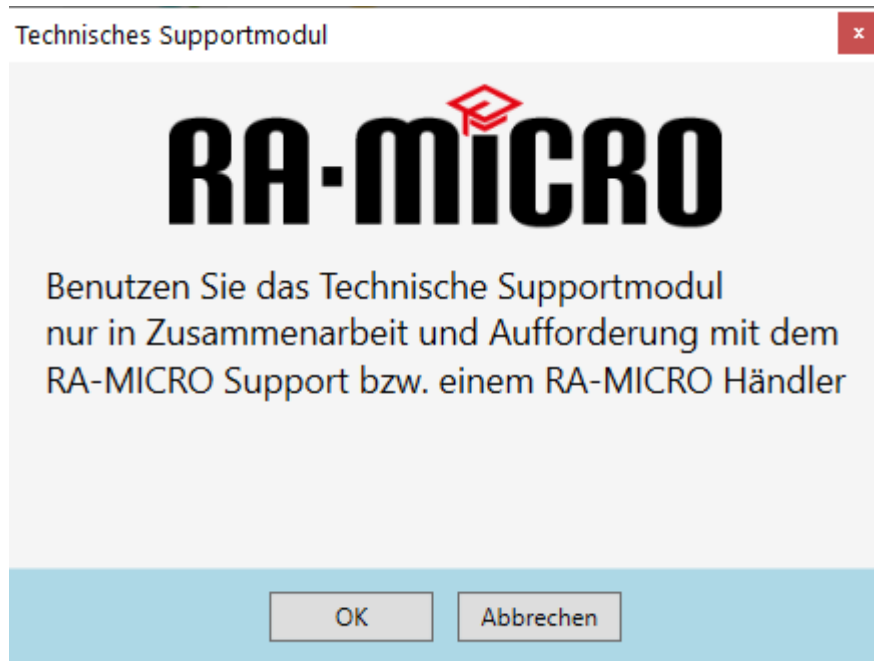 Technisches Supportmodul
x
RA-MICRO
Benutzen Sie das Technische Supportmodul
nur in Zusammenarbeit und Aufforderung mit dem
RA-MICRO Support bzw. einem RA-MICRO Händler
OK
Abbrechen